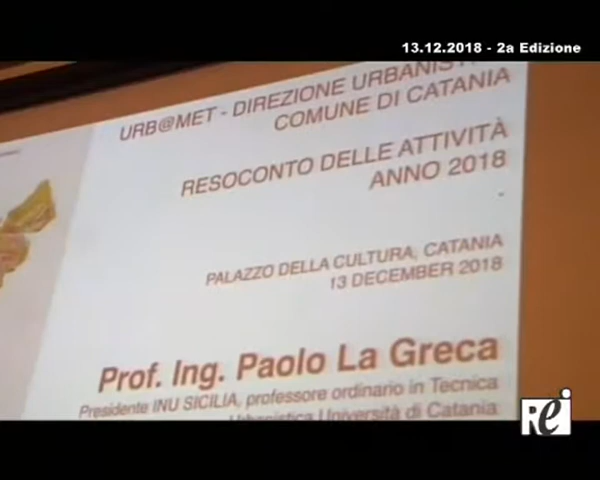 13.12.2018 - 2a Edizione
URB@MET - DIREZIONE
COMUNE DI CATANIA
RESOCONTO DELLE ATTIVITÀ
ANNO 2018
PALAZZO DELLA CULTURA, CATANIA
13 DECEMBER 2018
Prof. Ing. Paolo La Greca
Presidente INU SICILIA, professore ordinario in Tecnica
Urbanistica Università di Catania
Rei